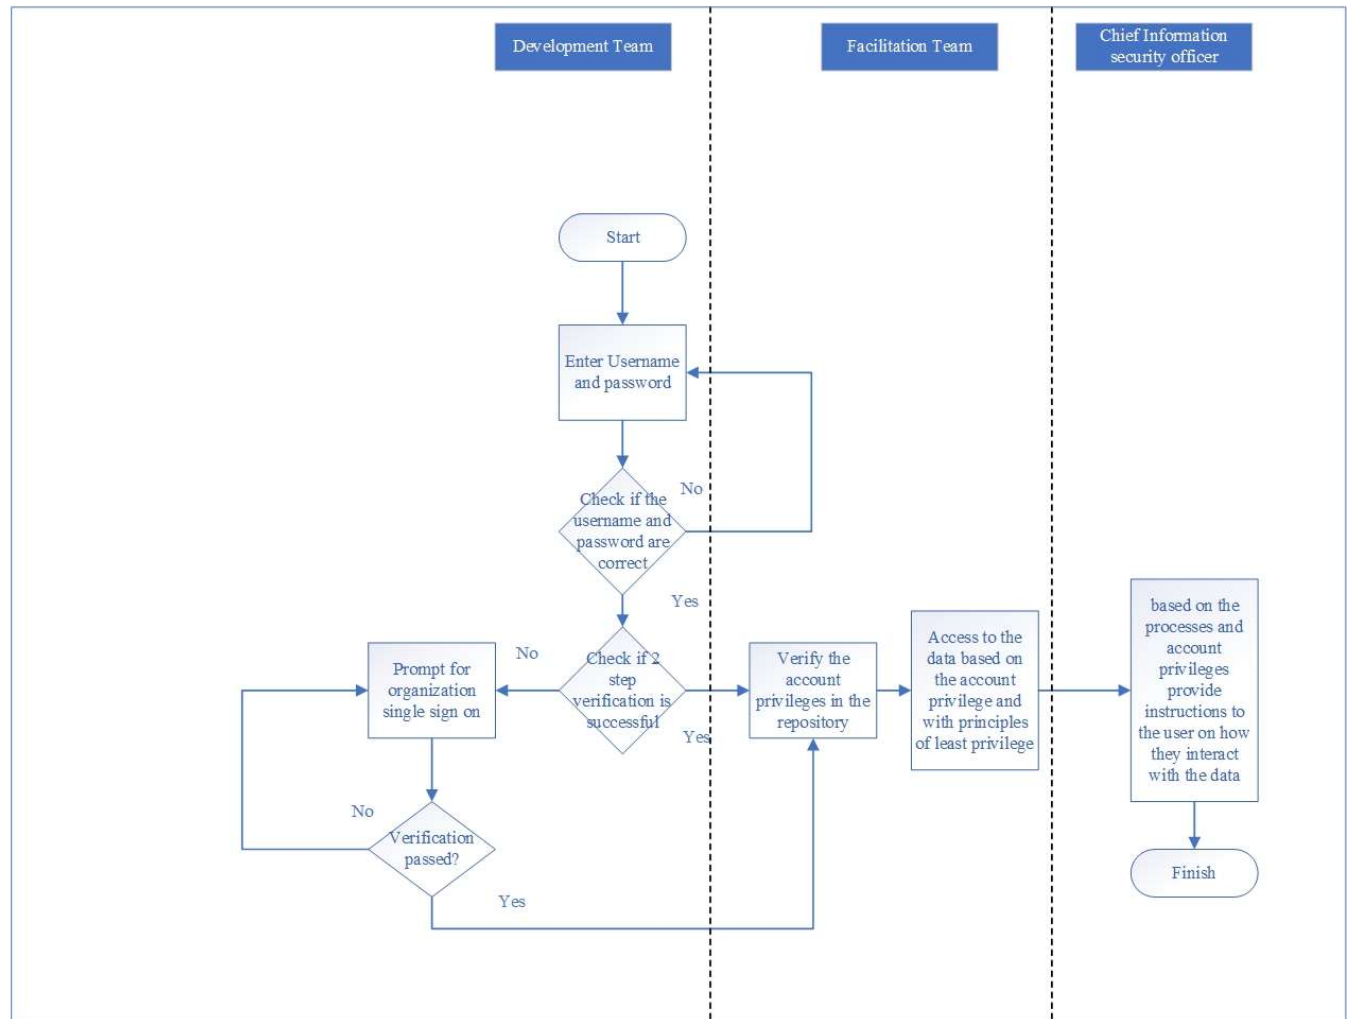 Development Team
Facilitation Team
Chief Information
security officer
Start
Enter Username
and password
No
Check if the
username and
password are
correct
Yes
No
Check if 2
step
verification is
successful
Yes
Prompt for
organization
single sign on
No
Verification
passed?
Yes
Verify the
account
privileges in the
repository
Access to the
data based on
the account
privilege and
with principles
of least privilege
based on the
processes and
account
privileges
provide
instructions to
the user on how
they interact
with the data
Finish